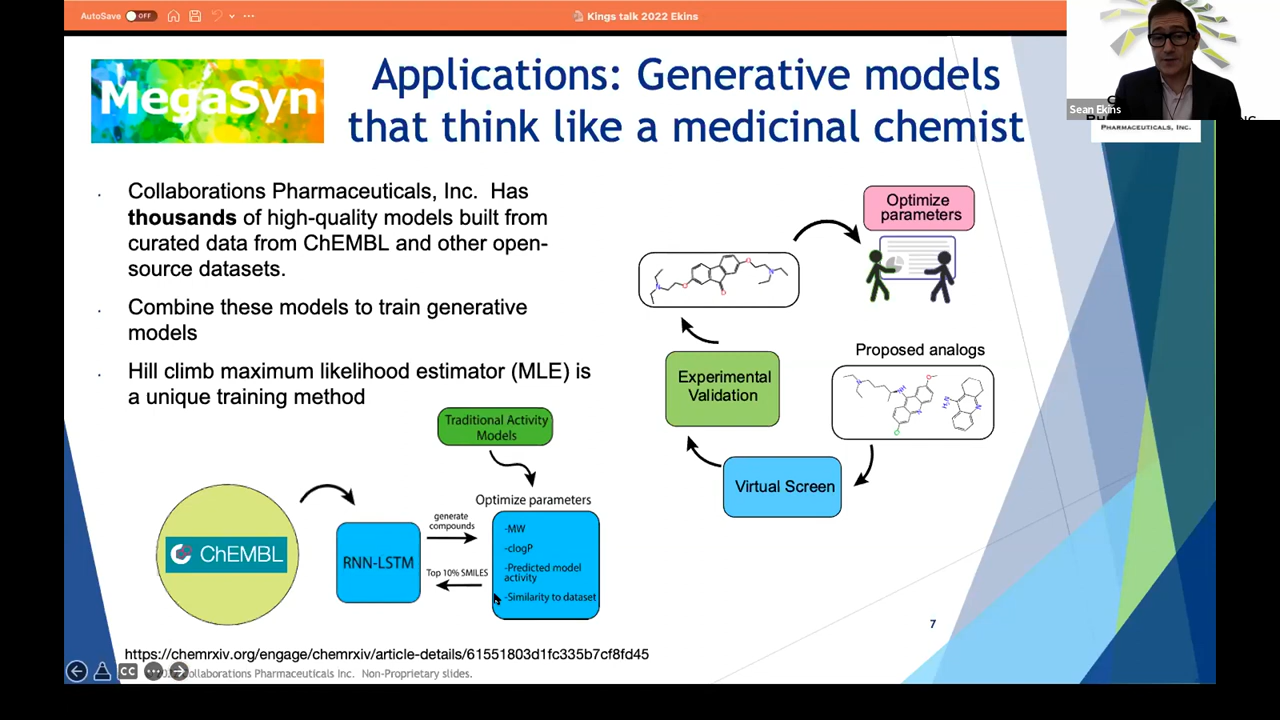 AutoSave OFF
Kings talk 2022 Ekins
Sean Ekins
PHARMACEUTICALS, INC.
MegaSyn
Applications: Generative models
that think like a medicinal chemist
Collaborations Pharmaceuticals, Inc. Has
thousands of high-quality models built from
curated data from ChEMBL and other open-
source datasets.
Combine these models to train generative
models
Hill climb maximum likelihood estimator (MLE) is
a unique training method
Traditional Activity
Models
Optimize parameters
ChEMBL
RNN-LSTM
generate
compounds
Top 10% SMILES
-MW
-clogP
-Predicted model
activity
-Similarity to dataset
Optimize
parameters
Proposed analogs
Experimental
Validation
Virtual Screen
7
https://chemrxiv.org/engage/chemrxiv/article-details/61551803d1fc335b7cf8fd45
CC
Pharmaceuticals Inc. Non-Proprietary slides.